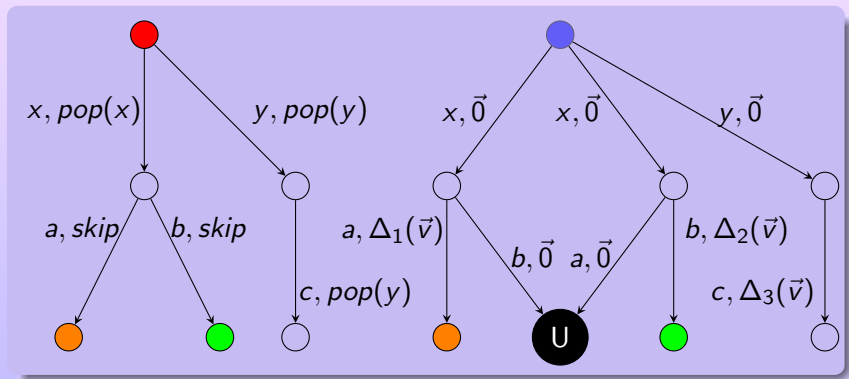 x, pop(x)
y, pop(y)
x, 0⃗
x, 0⃗
y, 0⃗
a, skip
b, skip
a, Δ₁(v⃗)
b, 0⃗
a, 0⃗
b, Δ₂(v⃗)
c, pop(y)
c, Δ₃(v⃗)
U